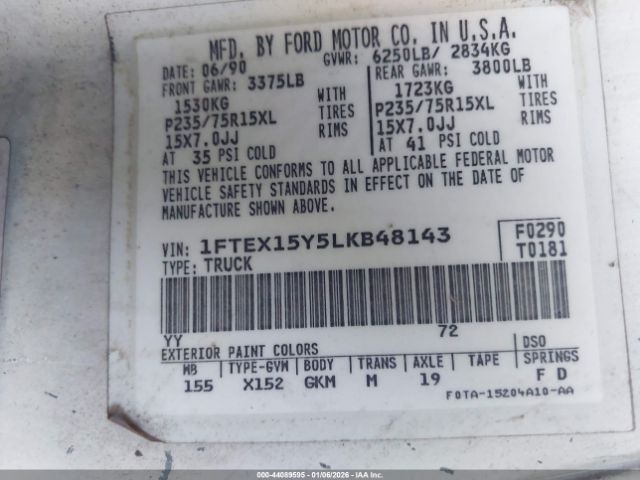 MFD. BY FORD MOTOR CO. IN U.S.A.
DATE: 06/90 GVWR: 6250LB/ 2834KG
FRONT GAWR: 3375LB REAR GAWR: 3800LB
1530KG WITH 1723KG WITH
P235/75R15XL TIRES P235/75R15XL TIRES
15X7.0JJ RIMS 15X7.0JJ RIMS
AT 35 PSI COLD AT 41 PSI COLD
THIS VEHICLE CONFORMS TO ALL APPLICABLE FEDERAL MOTOR
VEHICLE SAFETY STANDARDS IN EFFECT ON THE DATE OF
MANUFACTURE SHOWN ABOVE.
VIN: 1FTEX15Y5LKB48143 F0290
TYPE: TRUCK T0181
YY 72
EXTERIOR PAINT COLORS DSO
WB TYPE-GVW BODY TRANS AXLE TAPE SPRINGS
155 X152 GKM M 19 F D
F0TA-15204A10-AA
000-44089595 - 01/06/2026 - IAAHQCA